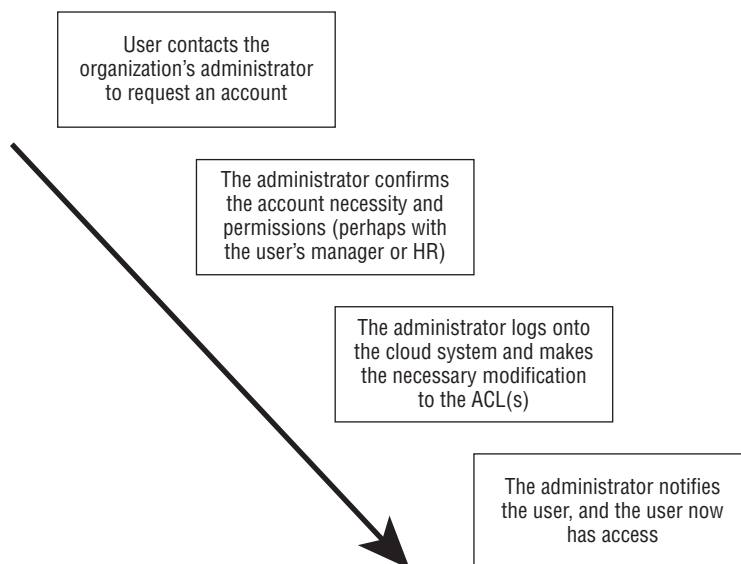 User contacts the
organization’s administrator
to request an account
The administrator confirms
the account necessity and
permissions (perhaps with
the user’s manager or HR)
The administrator logs onto
the cloud system and makes
the necessary modification
to the ACL(s)
The administrator notifies
the user, and the user now
has access